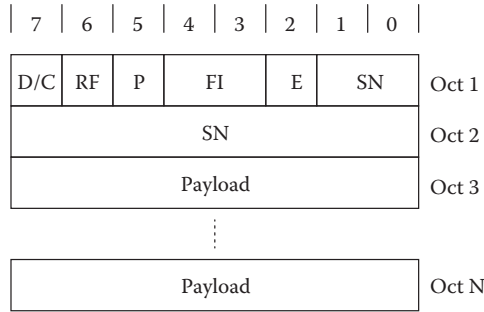 7 6 5 4 3 2 1 0
D/C RF P FI E SN Oct 1
SN Oct 2
Payload Oct 3
Payload Oct N